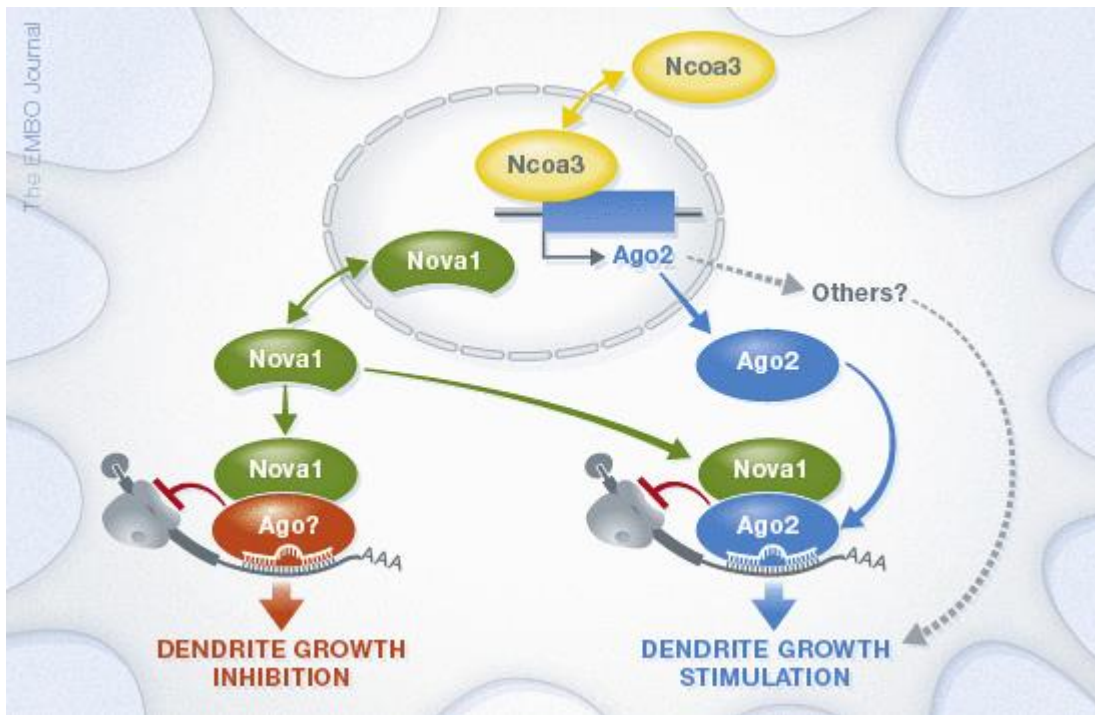 The EMBO Journal
Ncoa3
Ncoa3
Nova1
Ago2
Others?
Nova1
Ago2
Nova1
Ago?
AAA
Nova1
Ago2
AAA
DENDRITE GROWTH
INHIBITION
DENDRITE GROWTH
STIMULATION